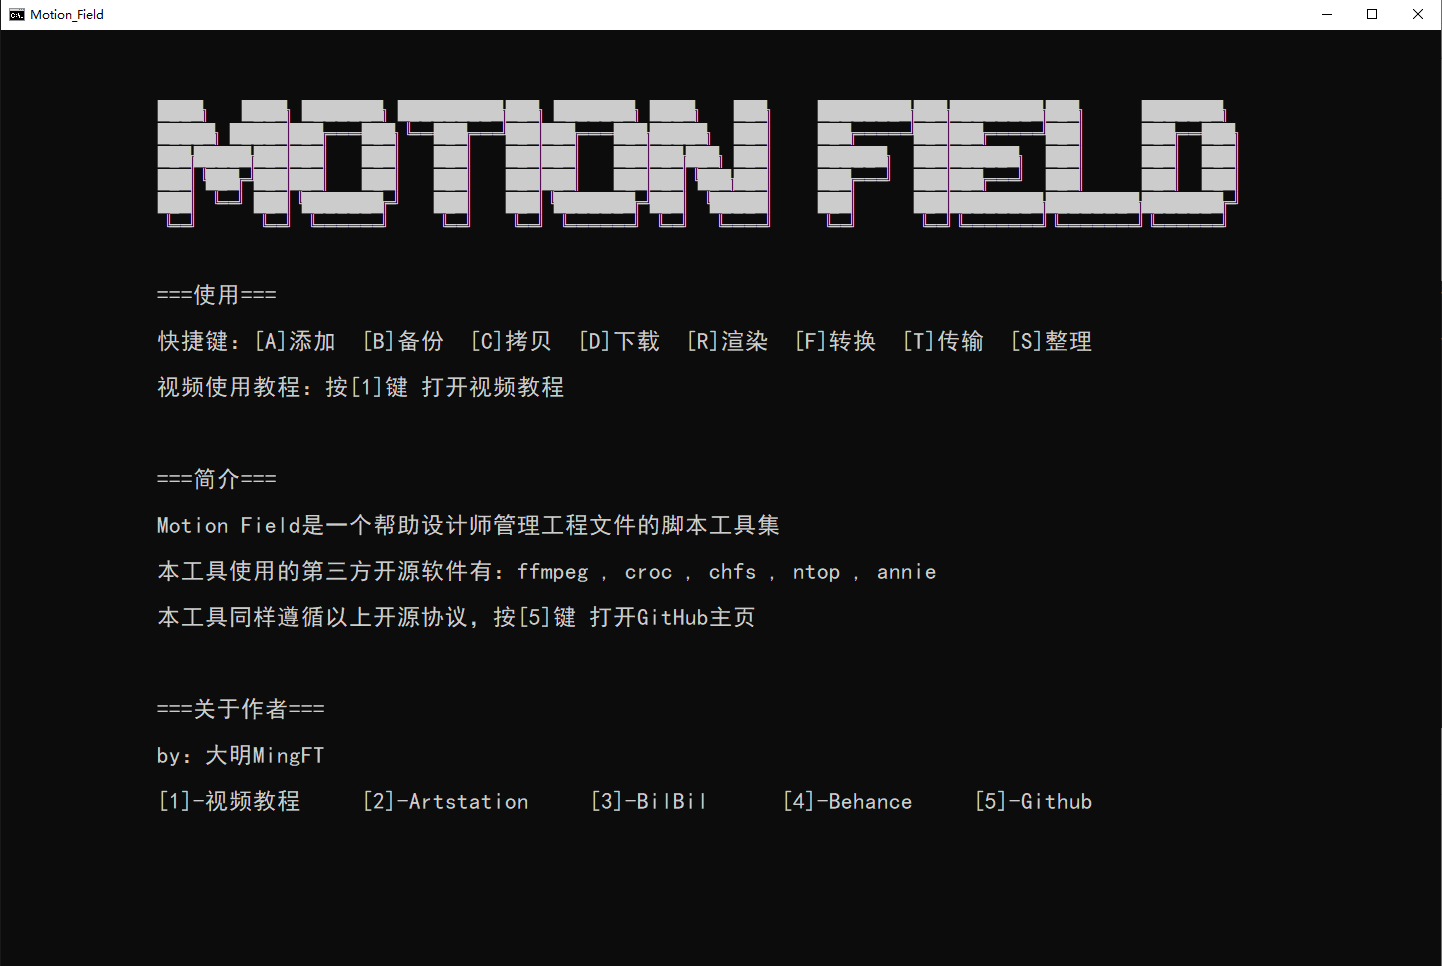 Motion_Field
MOTION FIELD
===使用===
快捷键：[A]添加 [B]备份 [C]拷贝 [D]下载 [R]渲染 [F]转换 [T]传输 [S]整理
视频使用教程：按[1]键 打开视频教程
===简介===
Motion Field是一个帮助设计师管理工程文件的脚本工具集
本工具使用的第三方开源软件有：ffmpeg , croc , chfs , ntop , annie
本工具同样遵循以上开源协议，按[5]键 打开GitHub主页
===关于作者===
by：大明MingFT
[1]-视频教程 [2]-Artstation [3]-BilBil [4]-Behance [5]-Github